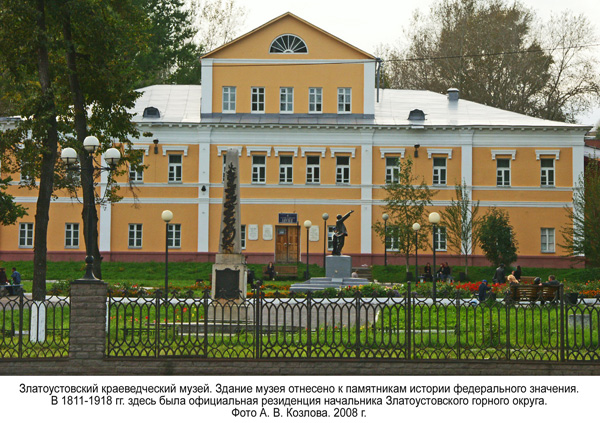 Златоустовский краеведческий музей. Здание музея отнесено к памятникам истории федерального значения.
В 1811-1918 гг. здесь была официальная резиденция начальника Златоустовского горного округа.
Фото А. В. Козлова. 2008 г.